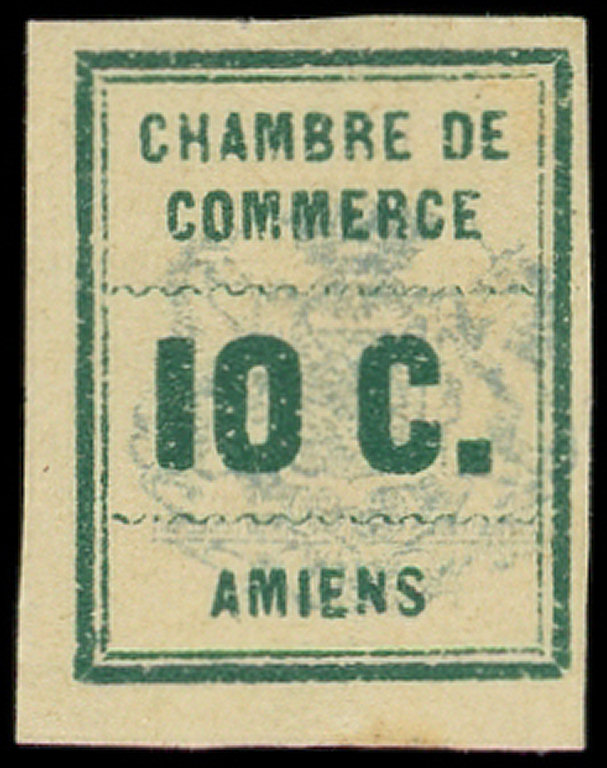 CHAMBRE DE
COMMERCE
10 C.
AMIENS